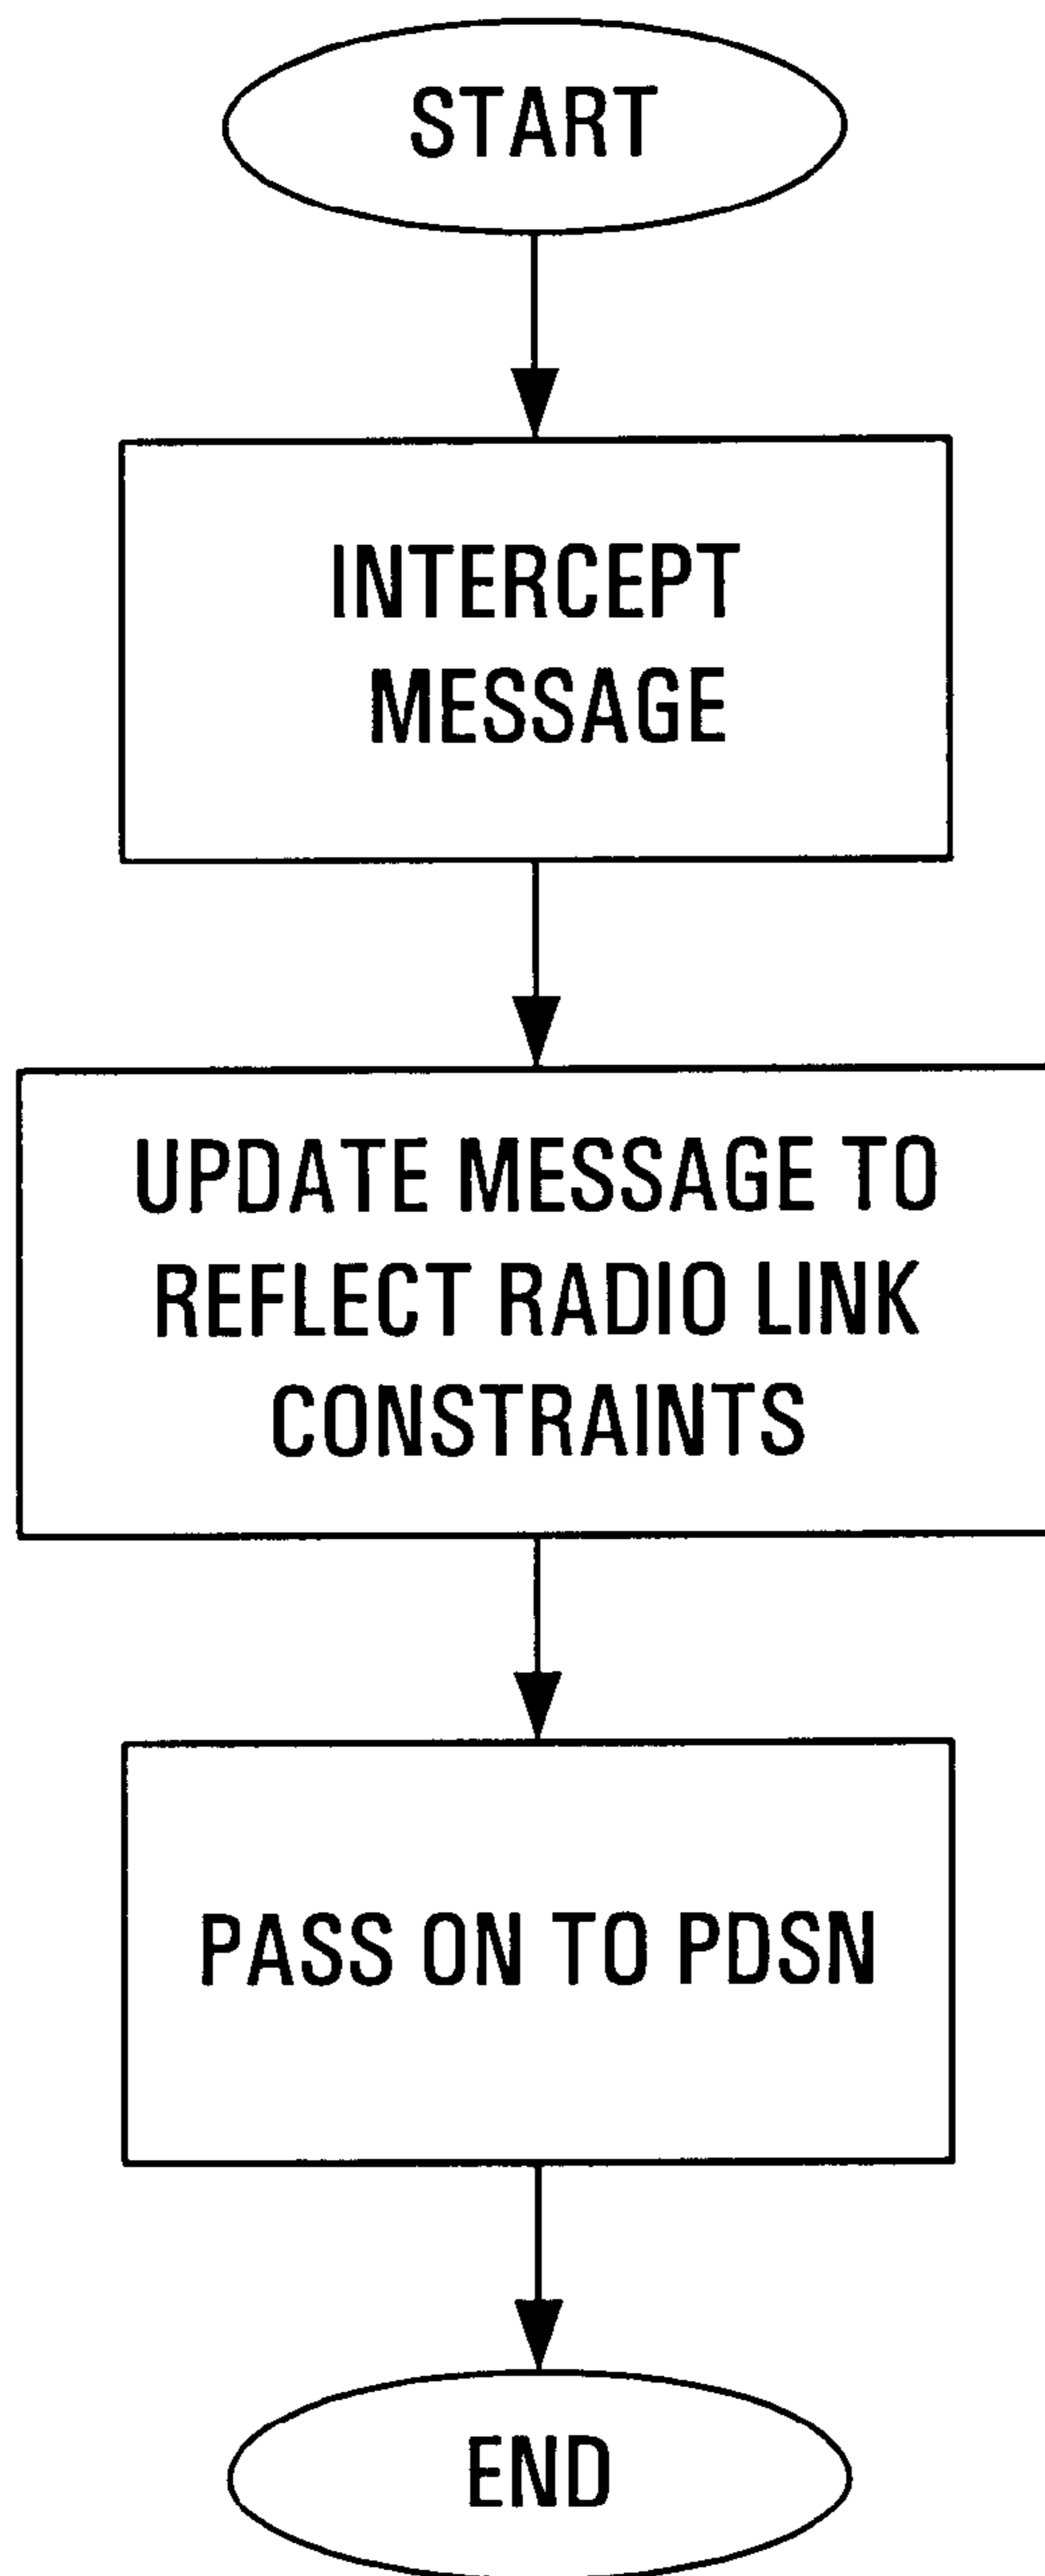 START
INTERCEPT
MESSAGE
UPDATE MESSAGE TO
REFLECT RADIO LINK
CONSTRAINTS
PASS ON TO PDSN
END